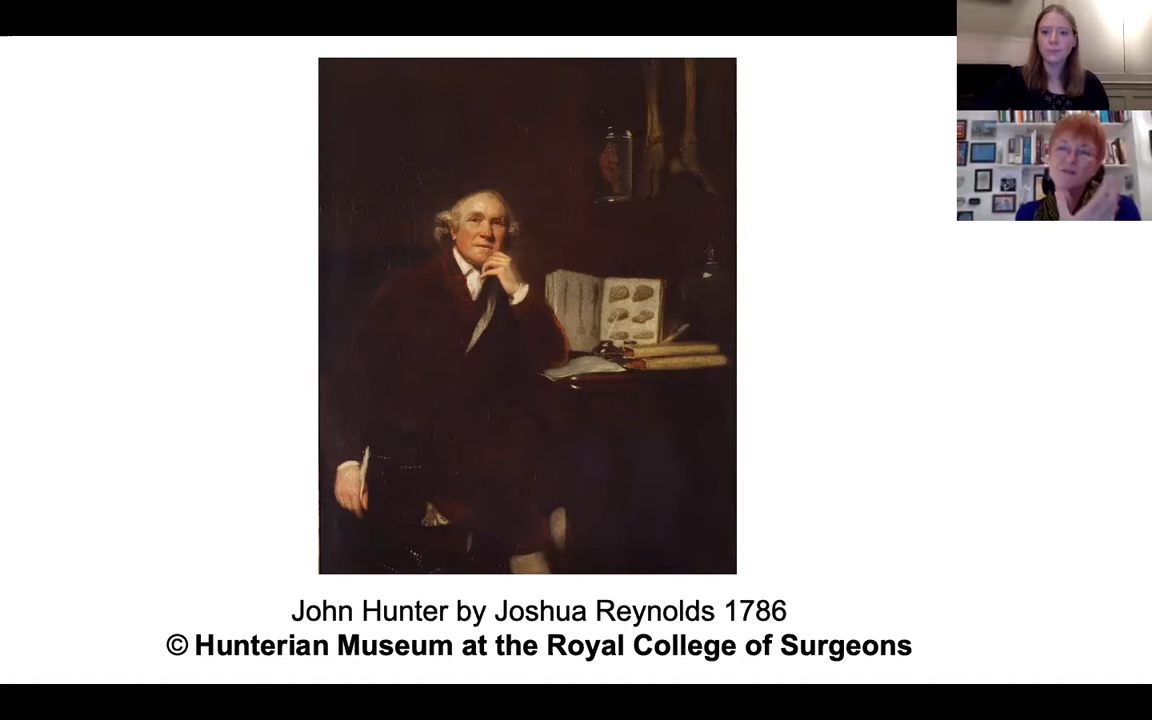 John Hunter by Joshua Reynolds 1786
© Hunterian Museum at the Royal College of Surgeons